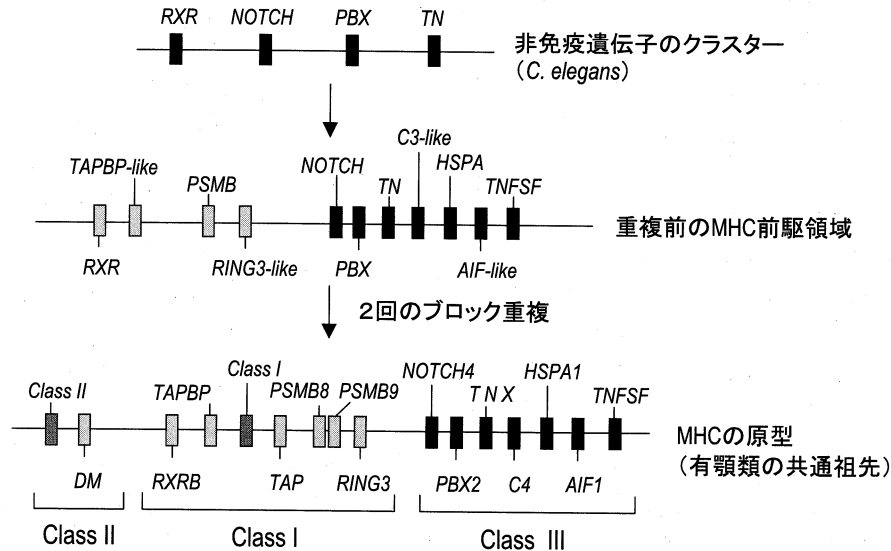 RXR NOTCH PBX TN
非免疫遺伝子のクラスター
(C. elegans)
C3-like
TAPBP-like NOTCH HSPA
PSMB TN TNFSF
重複前のMHC前駆領域
RXR RING3-like PBX AIF-like
2回のブロック重複
Class I NOTCH4 HSPA1
Class II TAPBP PSMB8 PSMB9 TNX TNFSF
MHCの原型
(有顎類の共通祖先)
DM RXRB TAP RING3 PBX2 C4 AIF1
Class II Class I Class III